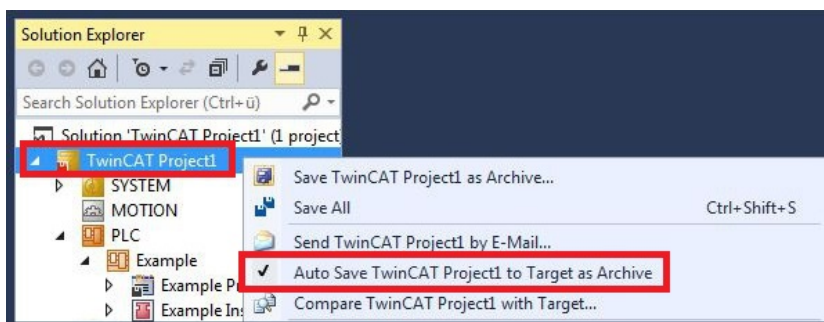 Solution Explorer
Search Solution Explorer (Ctrl+ü)
Solution 'TwinCAT Project1' (1 project
TwinCAT Project1
SYSTEM
MOTION
PLC
Example
Example
Example
Save TwinCAT Project1 as Archive...
Save All Ctrl+Shift+S
Send TwinCAT Project1 by E-Mail...
Auto Save TwinCAT Project1 to Target as Archive
Compare TwinCAT Project1 with Target...